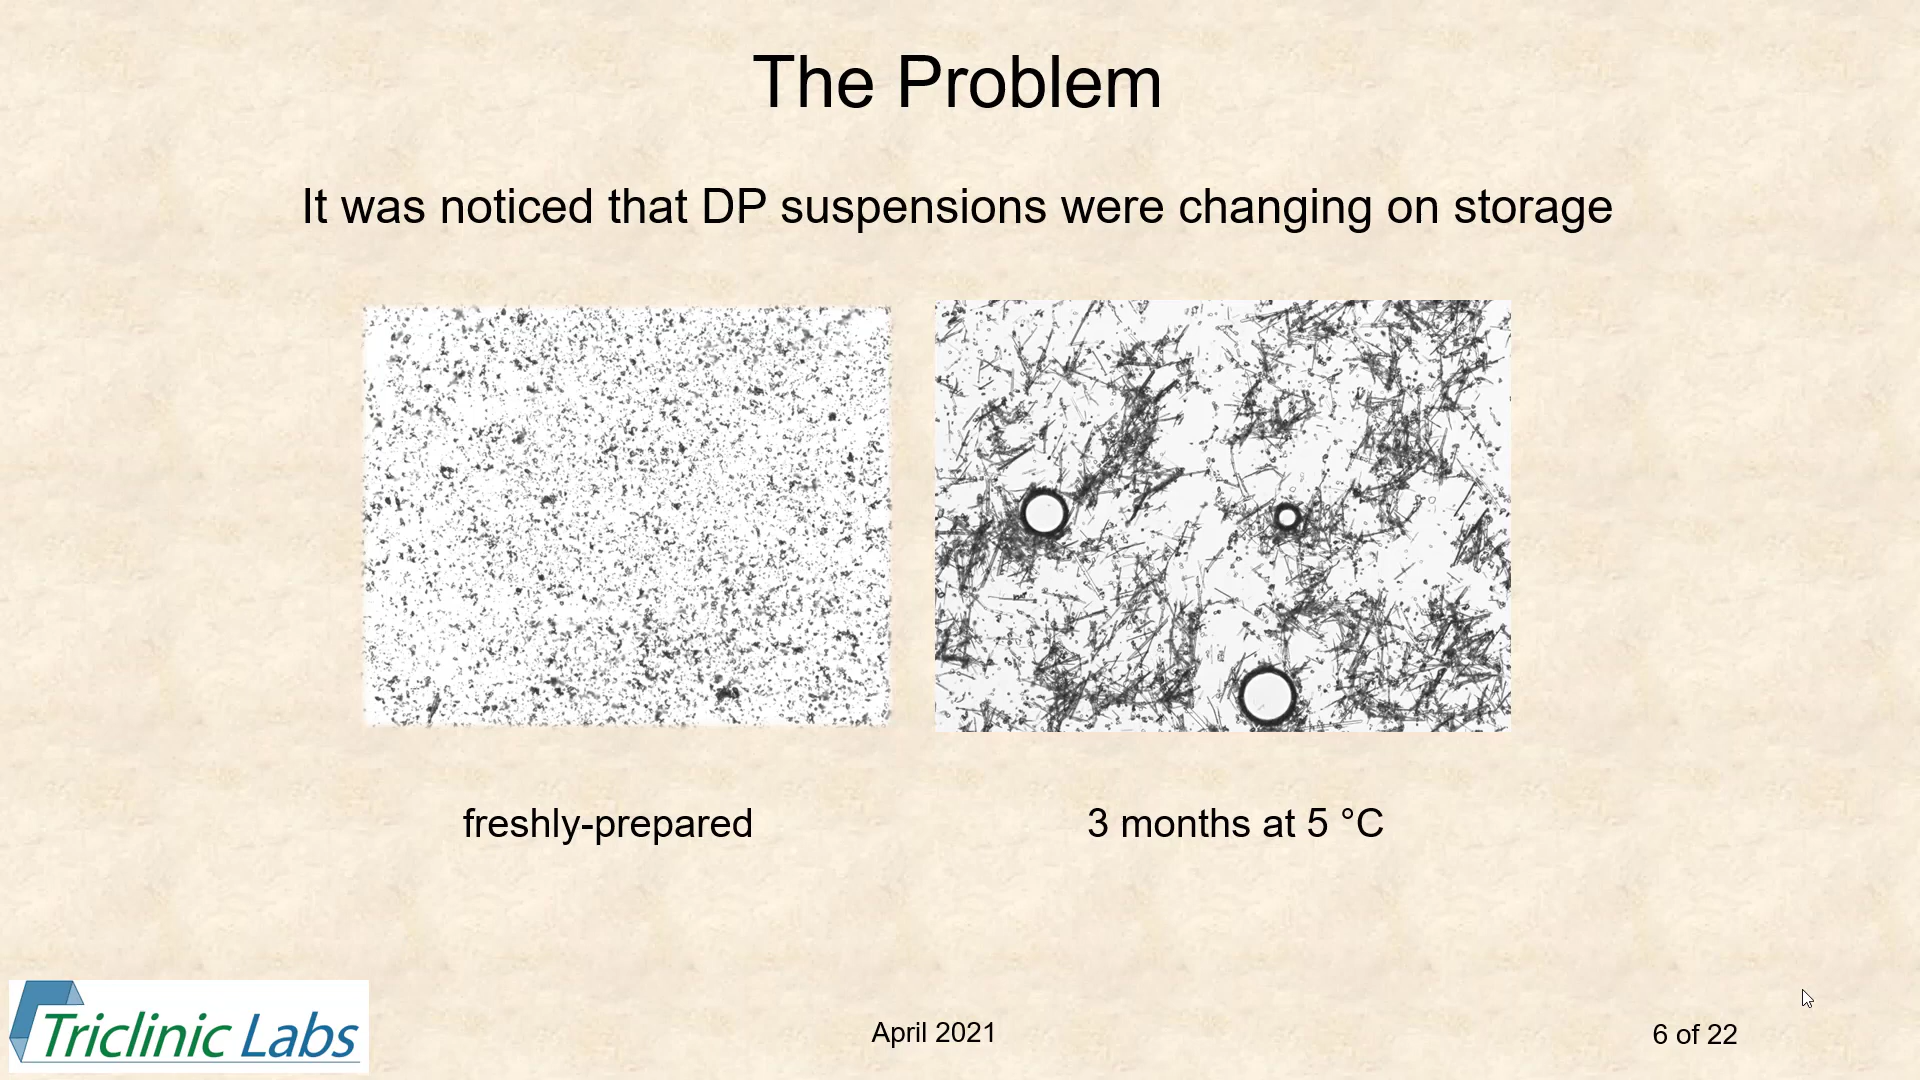 The Problem
It was noticed that DP suspensions were changing on storage
freshly-prepared
3 months at 5 °C
Triclinic Labs
April 2021
6 of 22